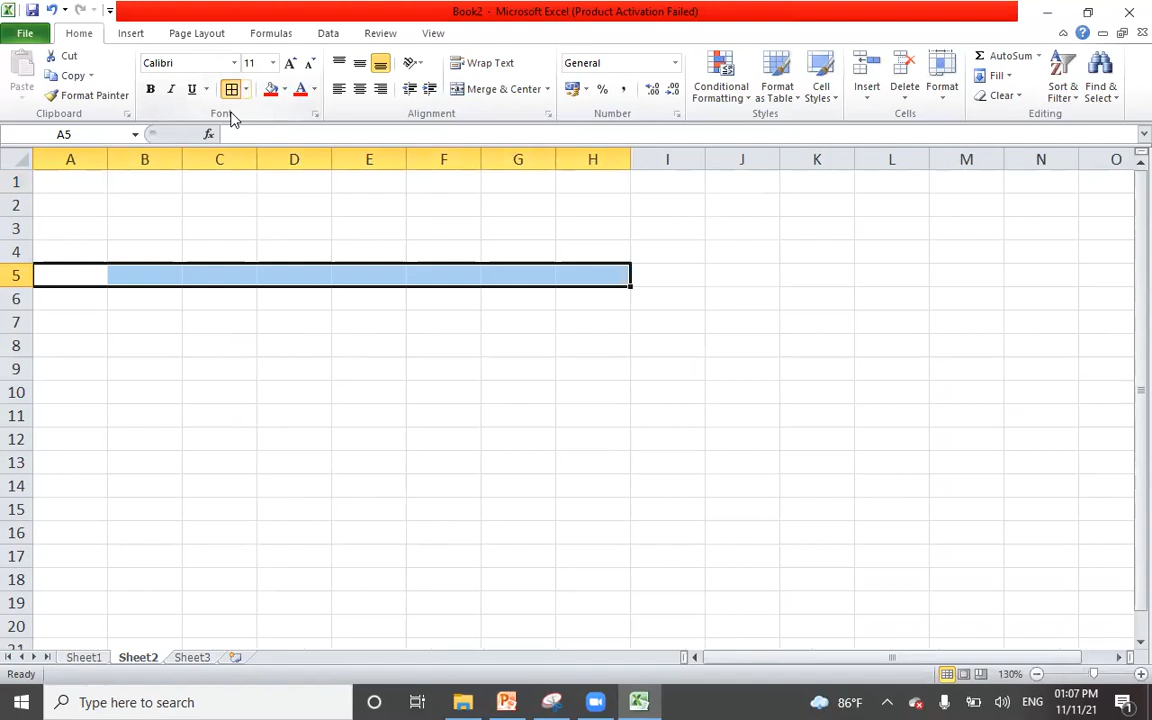 Book2 - Microsoft Excel (Product Activation Failed)
File Home Insert Page Layout Formulas Data Review View
Paste
Cut
Copy
Format Painter
Clipboard
Calibri 11
B I U A
Font
Wrap Text
Merge & Center
Alignment
General
% ,
Number
Conditional Formatting
Format as Table
Cell Styles
Styles
Insert
Delete
Format
Cells
Σ AutoSum
Fill
Clear
Sort & Filter
Find & Select
Editing
A5 fx
A B C D E F G H I J K L M N O
1
2
3
4
5
6
7
8
9
10
11
12
13
14
15
16
17
18
19
20
21
Sheet1 Sheet2 Sheet3
Ready 130%
Type here to search
86°F ENG
01:07 PM
11/11/21
1